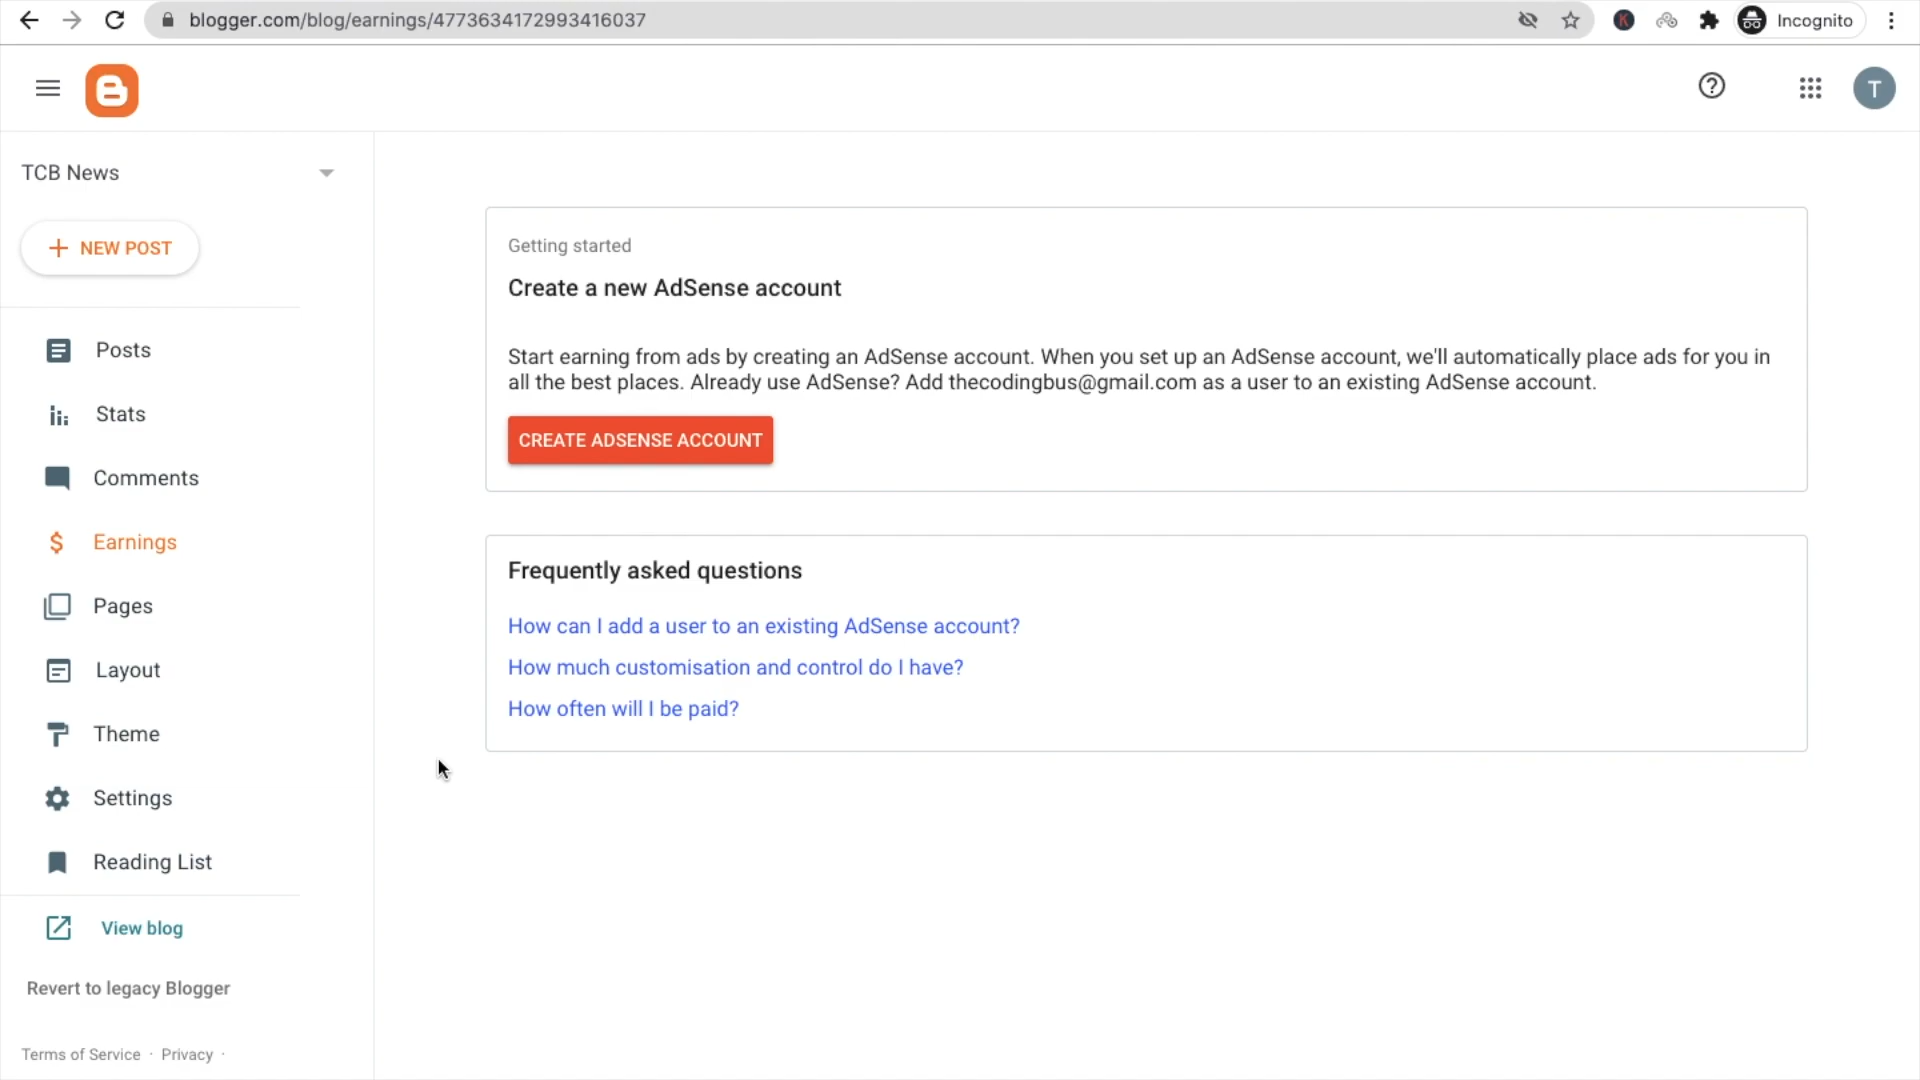 blogger.com/blog/earnings/4773634172993416037
K
Incognito
B
T
TCB News
+ NEW POST
Posts
Stats
Comments
$ Earnings
Pages
Layout
Theme
Settings
Reading List
View blog
Revert to legacy Blogger
Terms of Service · Privacy ·
Getting started
Create a new AdSense account
Start earning from ads by creating an AdSense account. When you set up an AdSense account, we'll automatically place ads for you in
all the best places. Already use AdSense? Add thecodingbus@gmail.com as a user to an existing AdSense account.
CREATE ADSENSE ACCOUNT
Frequently asked questions
How can I add a user to an existing AdSense account?
How much customisation and control do I have?
How often will I be paid?